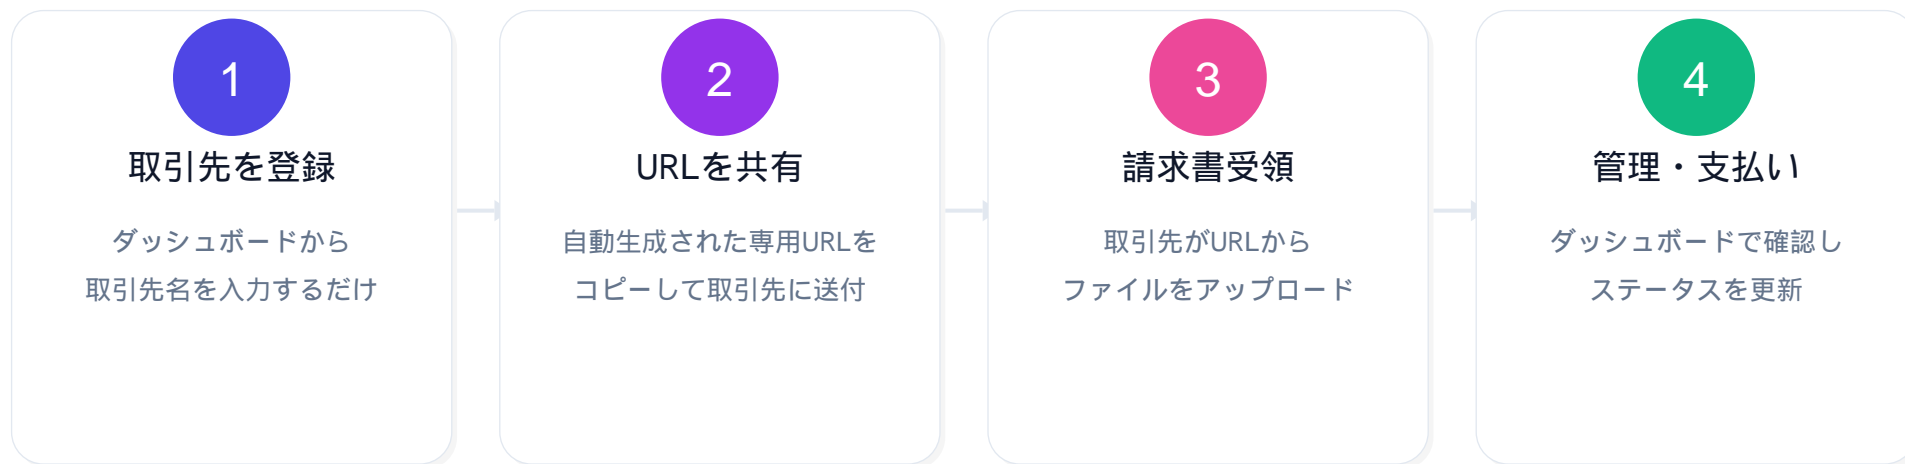 1
取引先を登録
ダッシュボードから
取引先名を入力するだけ
2
URLを共有
自動生成された専用URLを
コピーして取引先に送付
3
請求書受領
取引先がURLから
ファイルをアップロード
4
管理・支払い
ダッシュボードで確認し
ステータスを更新